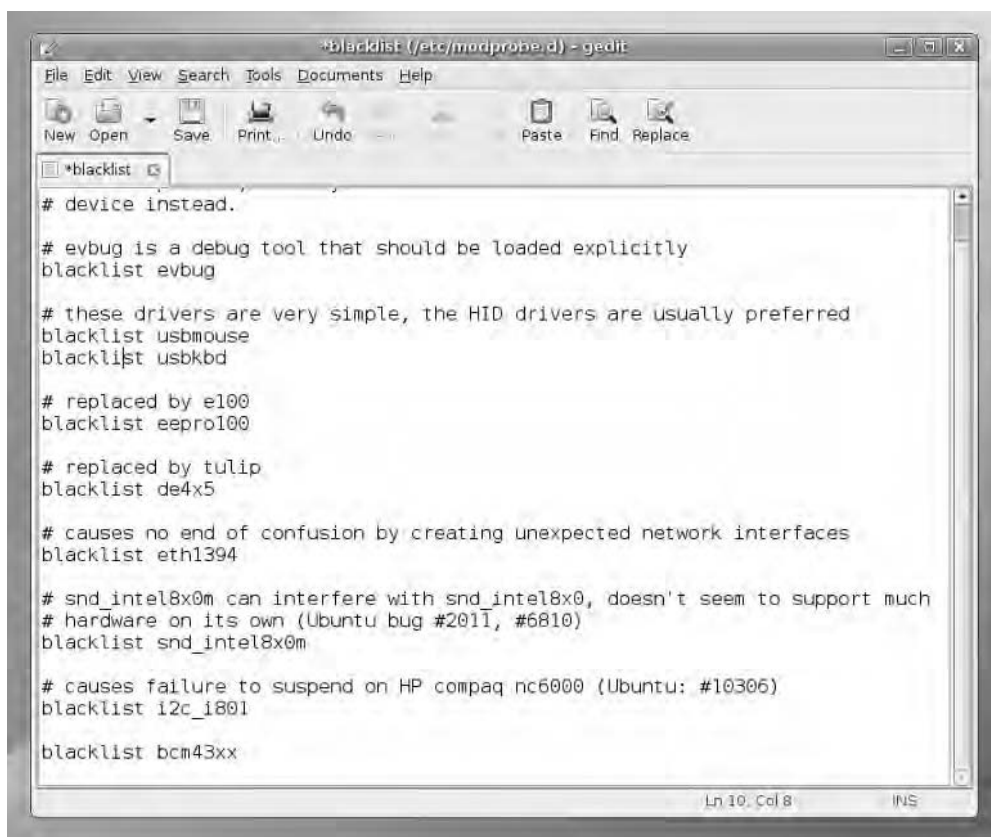 *blacklist (/etc/modprobe.d) - gedit
File Edit View Search Tools Documents Help
New Open Save Print... Undo Paste Find Replace
*blacklist
# device instead.
# evbug is a debug tool that should be loaded explicitly
blacklist evbug
# these drivers are very simple, the HID drivers are usually preferred
blacklist usbmouse
blacklist usbkbd
# replaced by e100
blacklist eepro100
# replaced by tulip
blacklist de4x5
# causes no end of confusion by creating unexpected network interfaces
blacklist eth1394
# snd_intel8x0m can interfere with snd_intel8x0, doesn't seem to support much
# hardware on its own (Ubuntu bug #2011, #6810)
blacklist snd_intel8x0m
# causes failure to suspend on HP compaq nc6000 (Ubuntu: #10306)
blacklist i2c_i801
blacklist bcm43xx
Ln 10, Col 8 INS